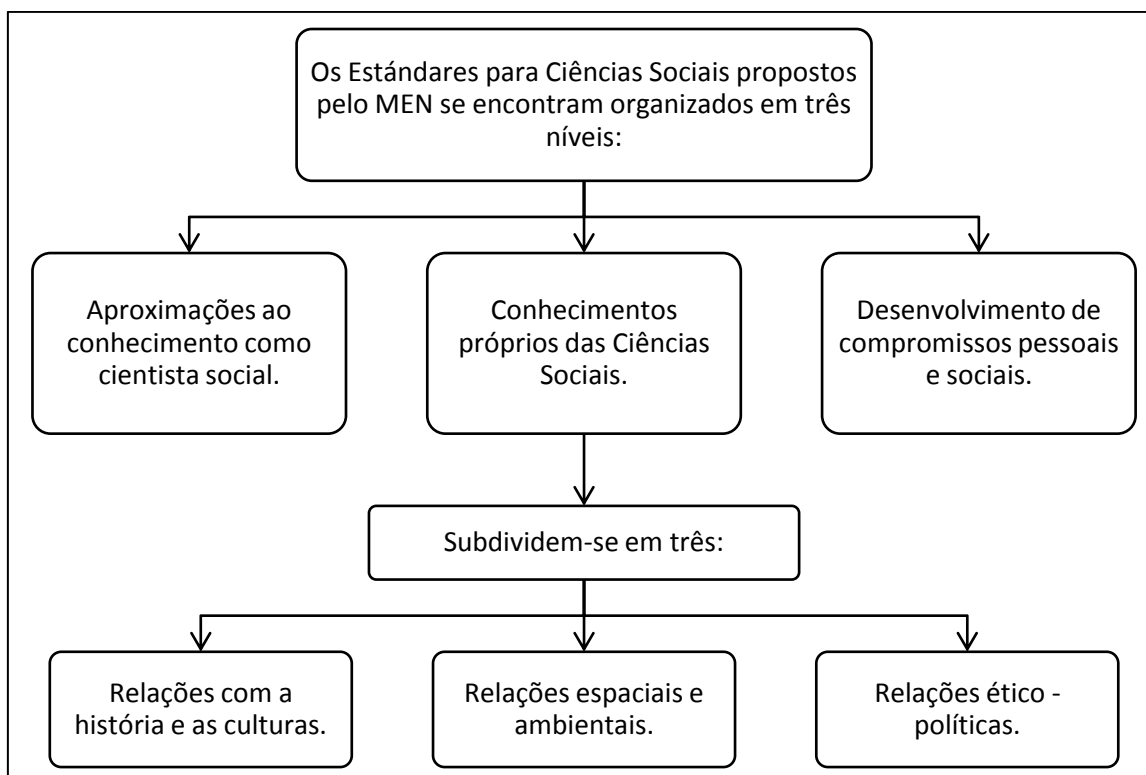 Os Estándares para Ciências Sociais propostos
pelo MEN se encontram organizados em três
níveis:
Aproximações ao
conhecimento como
cientista social.
Conhecimentos
próprios das Ciências
Sociais.
Desenvolvimento de
compromissos pessoais
e sociais.
Subdividem-se em três:
Relações com a
história e as culturas.
Relações espaciais e
ambientais.
Relações ético -
políticas.